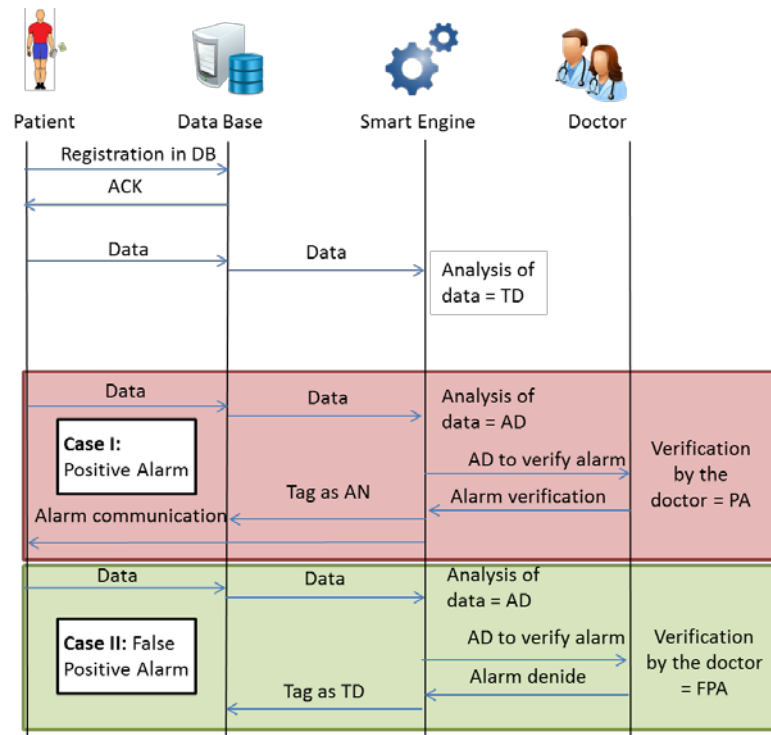 Patient
Data Base
Smart Engine
Doctor
Registration in DB
ACK
Data
Data
Analysis of
data = TD
Data
Data
Analysis of
data = AD
Case I:
Positive Alarm
AD to verify alarm
Verification
by the
doctor = PA
Tag as AN
Alarm verification
Alarm communication
Data
Data
Analysis of
data = AD
Case II: False
Positive Alarm
AD to verify alarm
Verification
by the doctor
= FPA
Alarm denide
Tag as TD